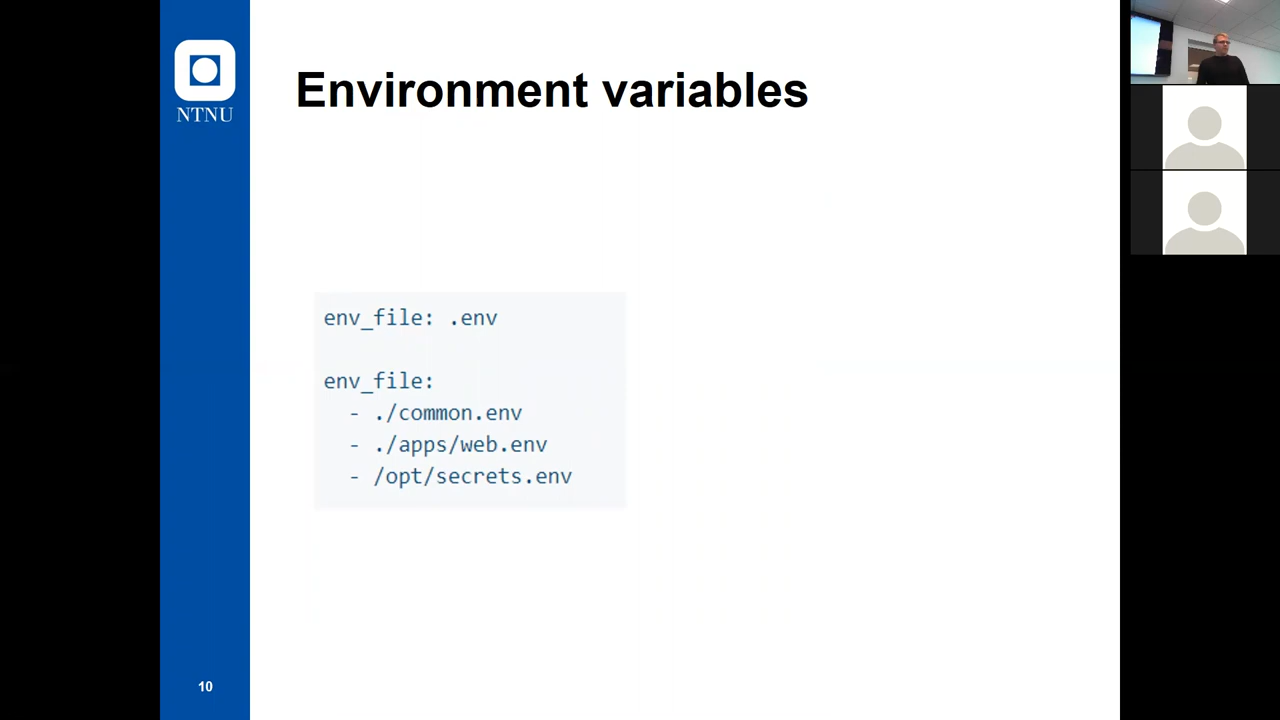 NTNU
Environment variables
env_file: .env
env_file:
- ./common.env
- ./apps/web.env
- /opt/secrets.env
10